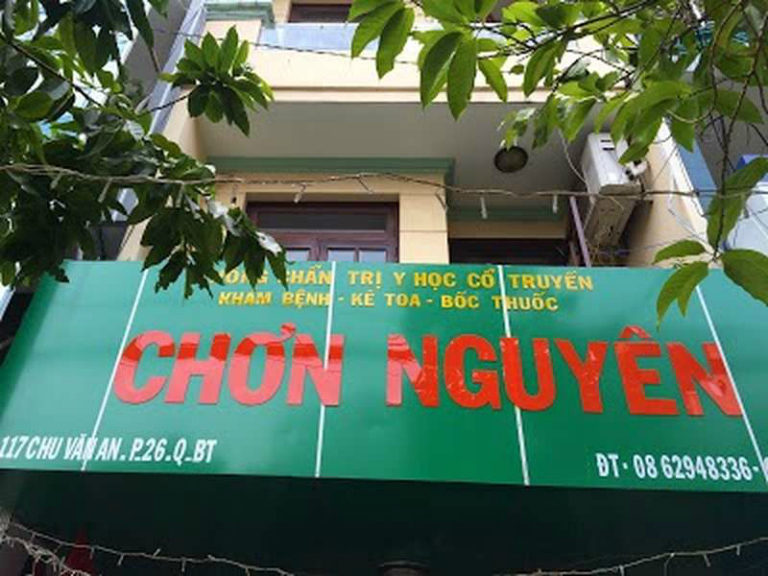 CHẨN TRỊ Y HỌC CỔ TRUYỀN
KHÁM BỆNH - KÊ TOA - BỐC THUỐC
CHƠN NGUYÊN
117 CHU VĂN AN. P.26. Q.BT
ĐT · 08 62948336 -